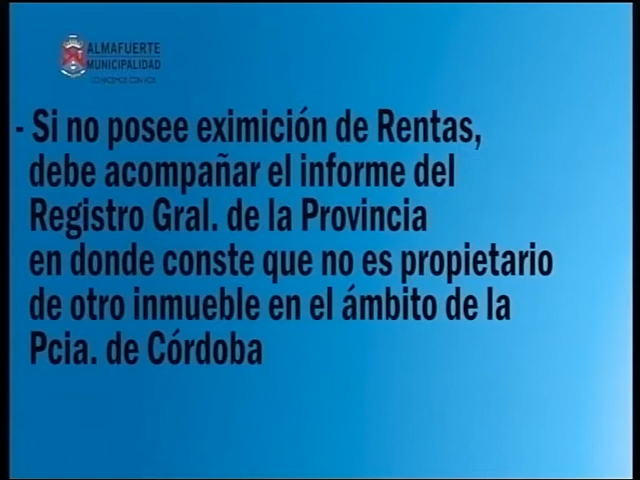 ALMAFUERTE
MUNICIPALIDAD
- Si no posee eximición de Rentas,
debe acompañar el informe del
Registro Gral. de la Provincia
en donde conste que no es propietario
de otro inmueble en el ámbito de la
Pcia. de Córdoba